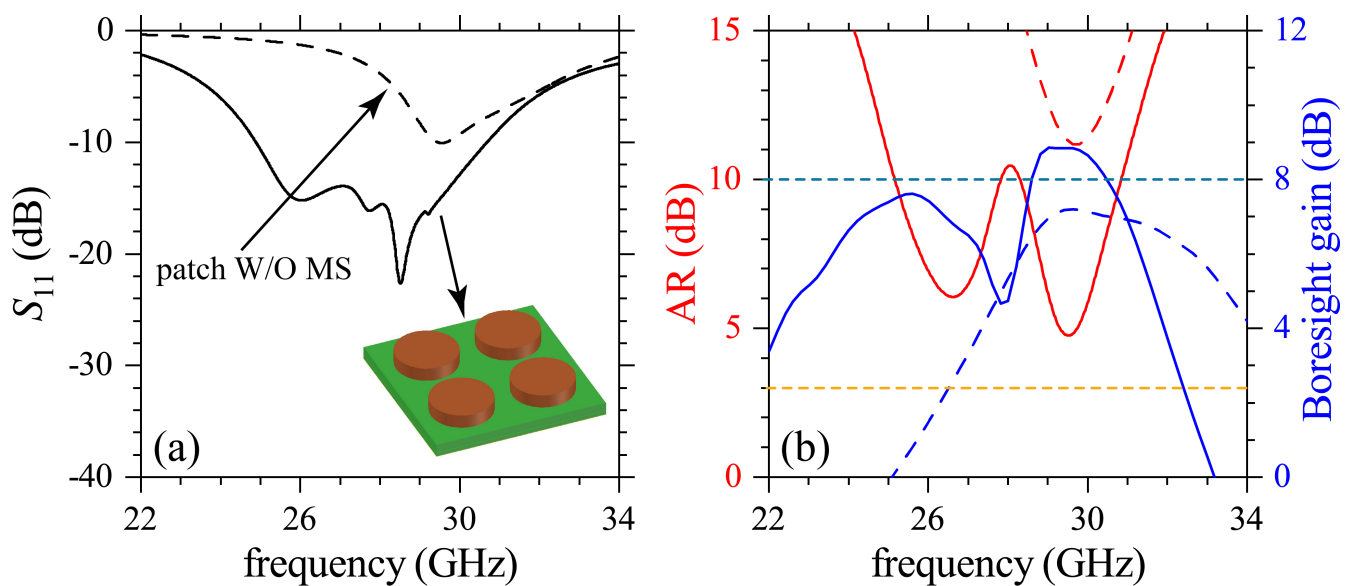 0
-10
-20
-30
-40
S11 (dB)
patch W/O MS
(a)
22 26 30 34
frequency (GHz)
15
10
5
0
AR (dB)
12
8
4
0
Boresight gain (dB)
(b)
22 26 30 34
frequency (GHz)